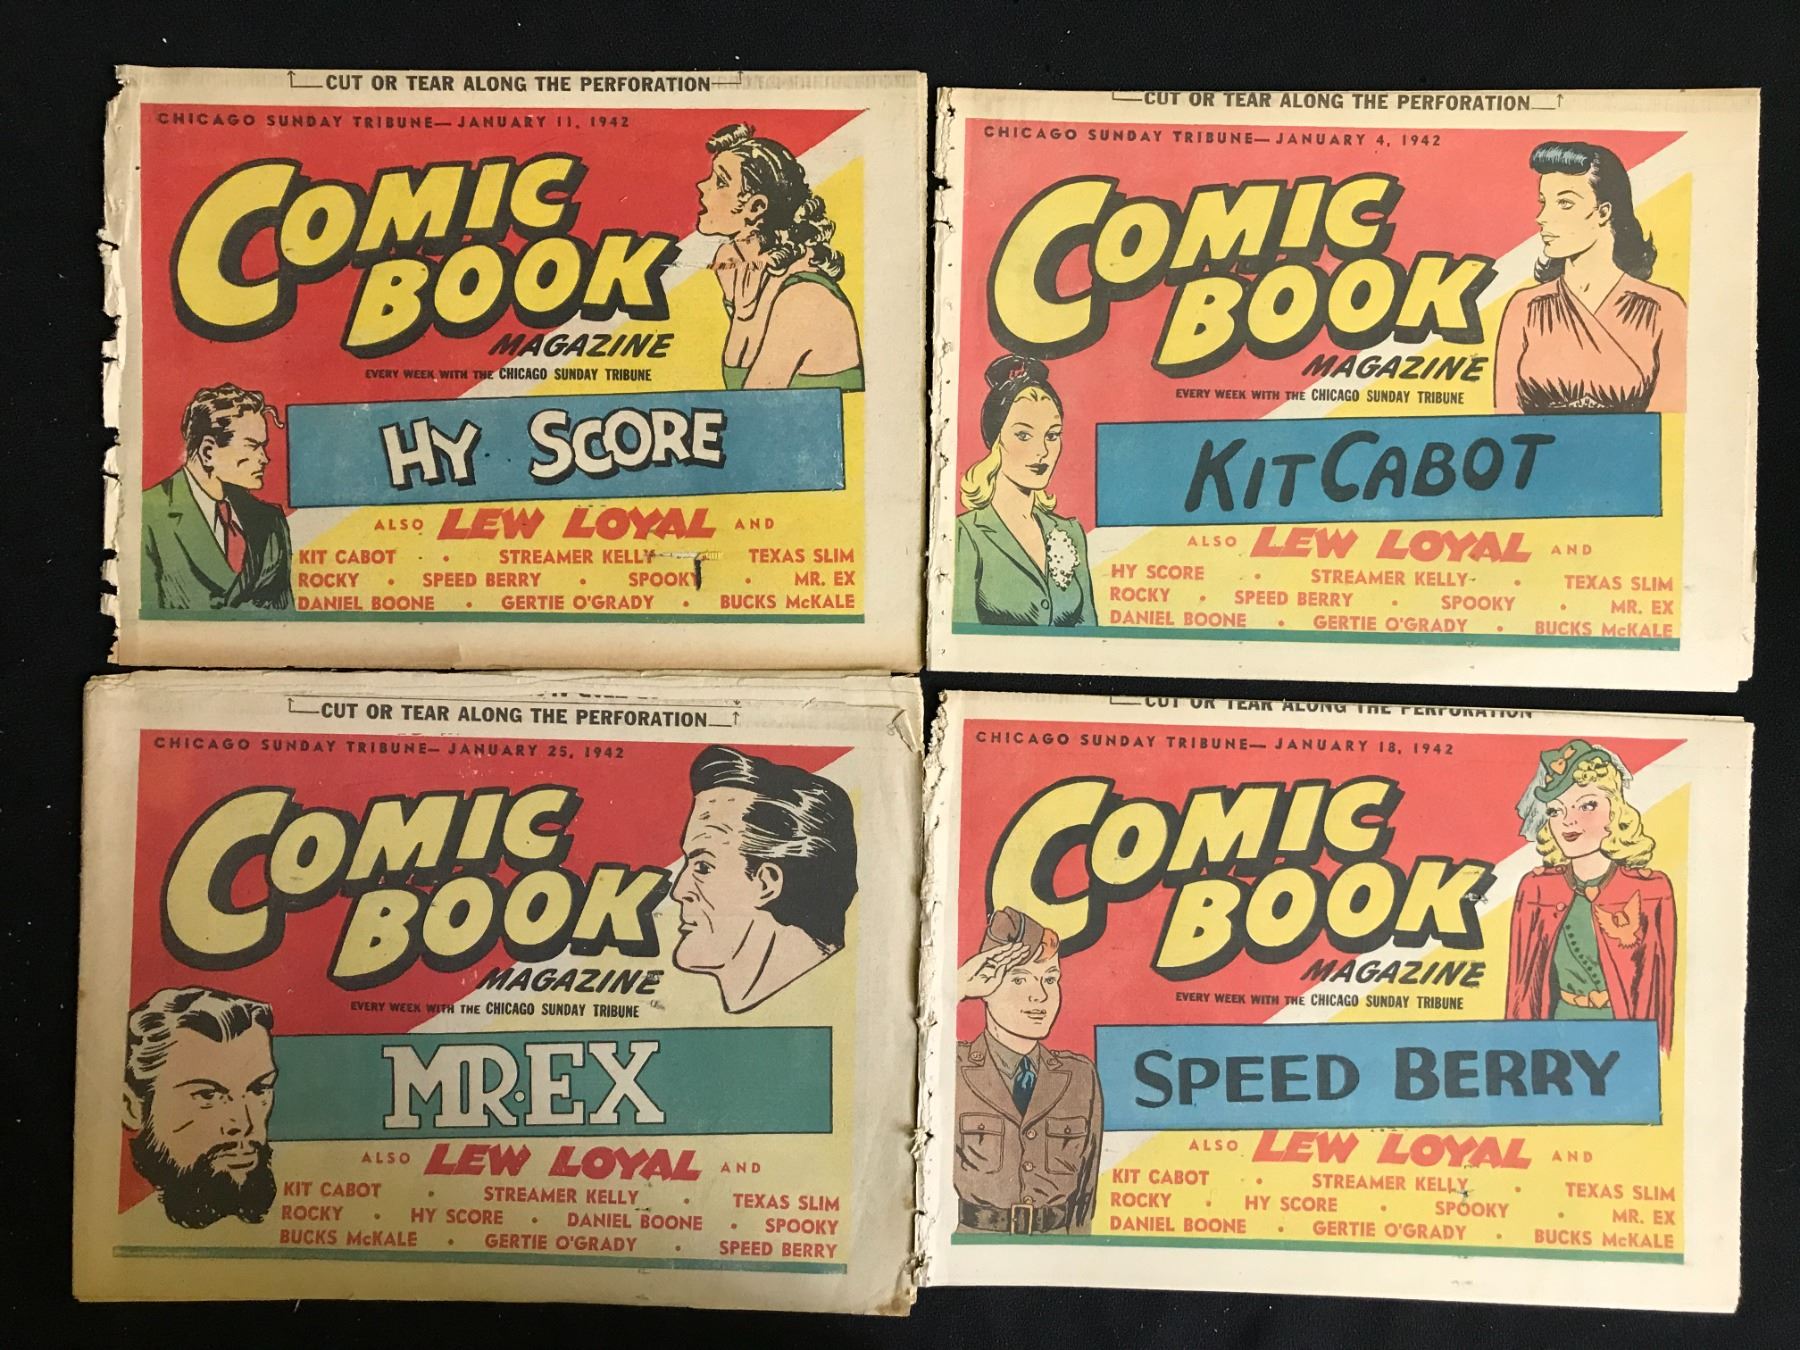 CUT OR TEAR ALONG THE PERFORATION
CHICAGO SUNDAY TRIBUNE— JANUARY 11, 1942
COMIC
BOOK
MAGAZINE
EVERY WEEK WITH THE CHICAGO SUNDAY TRIBUNE
HY SCORE
ALSO LEW LOYAL AND
KIT CABOT • STREAMER KELLY • TEXAS SLIM
ROCKY • SPEED BERRY • SPOOKY • MR. EX
DANIEL BOONE • GERTIE O'GRADY • BUCKS McKALE
CUT OR TEAR ALONG THE PERFORATION
CHICAGO SUNDAY TRIBUNE— JANUARY 4, 1942
COMIC
BOOK
MAGAZINE
EVERY WEEK WITH THE CHICAGO SUNDAY TRIBUNE
KIT CABOT
ALSO LEW LOYAL AND
HY SCORE • STREAMER KELLY • TEXAS SLIM
ROCKY • SPEED BERRY • SPOOKY • MR. EX
DANIEL BOONE • GERTIE O'GRADY • BUCKS McKALE
CUT OR TEAR ALONG THE PERFORATION
CHICAGO SUNDAY TRIBUNE— JANUARY 25, 1942
COMIC
BOOK
MAGAZINE
EVERY WEEK WITH THE CHICAGO SUNDAY TRIBUNE
MR. EX
ALSO LEW LOYAL AND
KIT CABOT • STREAMER KELLY • TEXAS SLIM
ROCKY • HY SCORE • DANIEL BOONE • SPOOKY
BUCKS McKALE • GERTIE O'GRADY • SPEED BERRY
CUT OR TEAR ALONG THE PERFORATION
CHICAGO SUNDAY TRIBUNE— JANUARY 18, 1942
COMIC
BOOK
MAGAZINE
EVERY WEEK WITH THE CHICAGO SUNDAY TRIBUNE
SPEED BERRY
ALSO LEW LOYAL AND
KIT CABOT • STREAMER KELLY • TEXAS SLIM
ROCKY • HY SCORE • SPOOKY • MR. EX
DANIEL BOONE • GERTIE O'GRADY • BUCKS McKALE